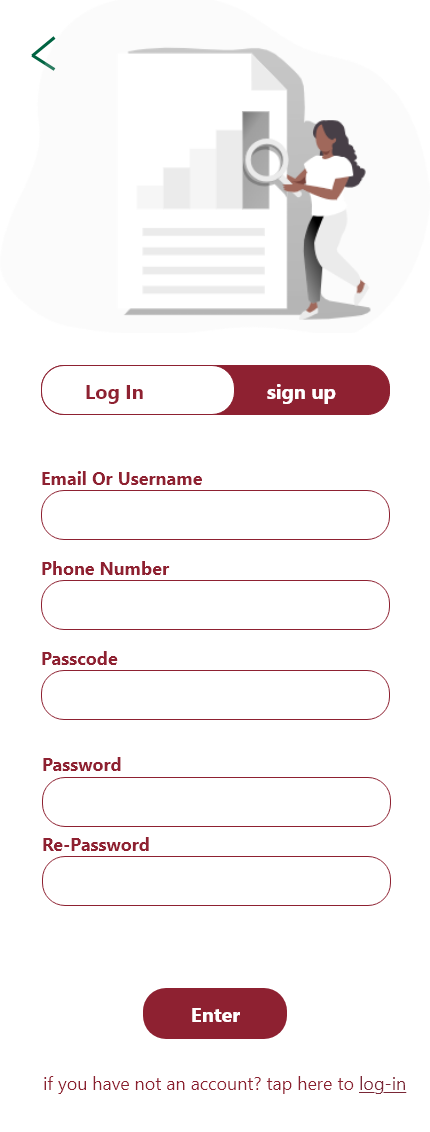 Log In sign up
Email Or Username
Phone Number
Passcode
Password
Re-Password
Enter
if you have not an account? tap here to log-in